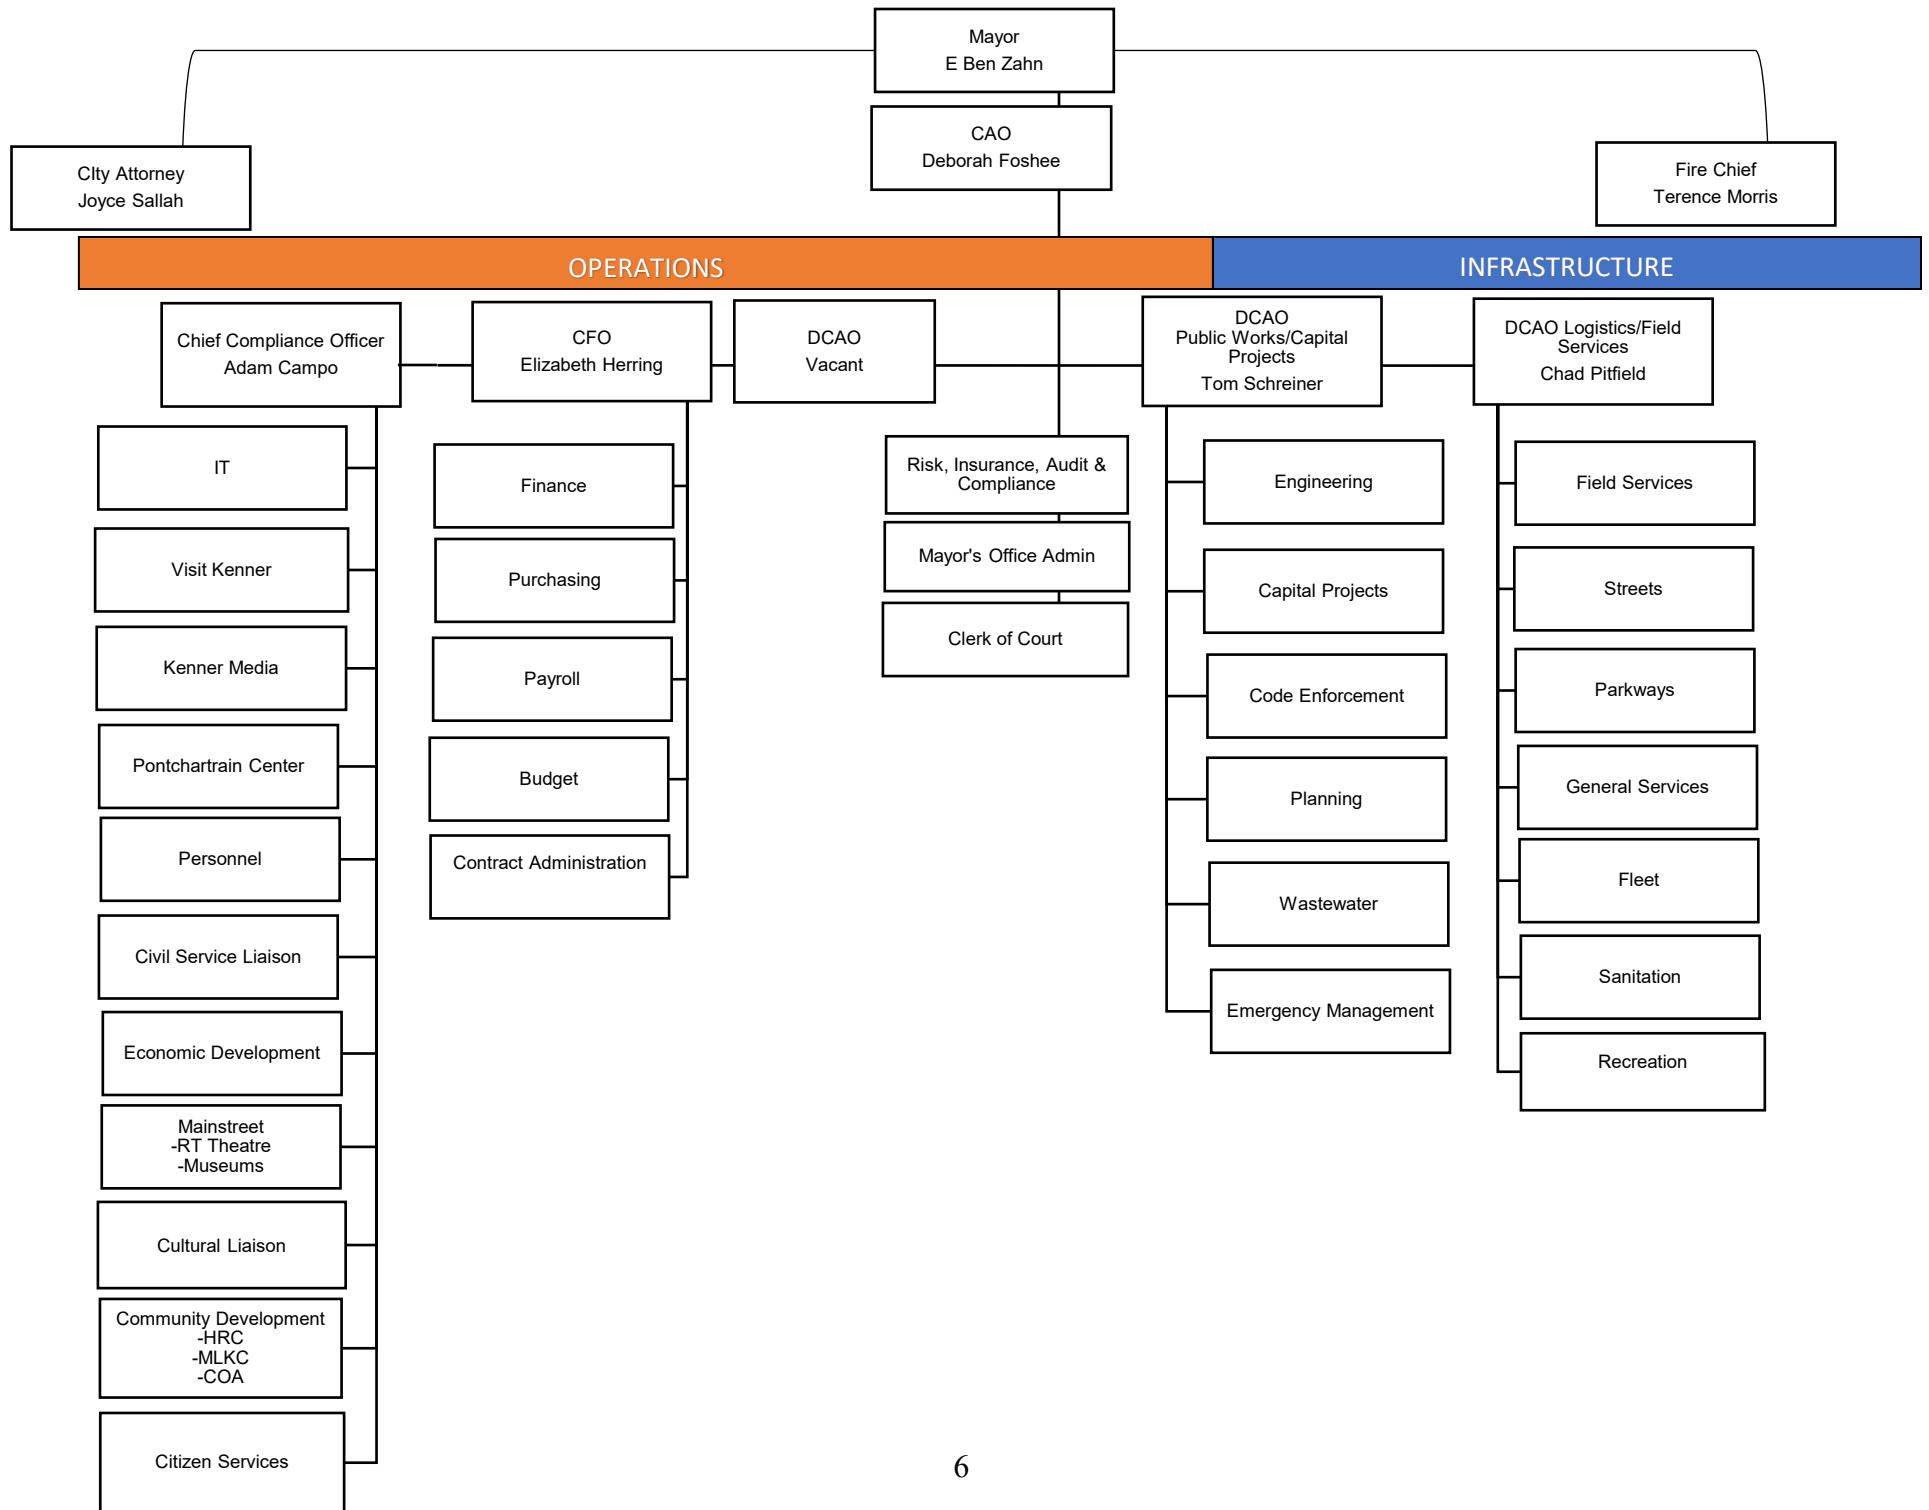 Mayor
E Ben Zahn
CAO
Deborah Foshee
CIty Attorney
Joyce Sallah
Fire Chief
Terence Morris
OPERATIONS
INFRASTRUCTURE
Chief Compliance Officer
Adam Campo
CFO
Elizabeth Herring
DCAO
Vacant
DCAO
Public Works/Capital
Projects
Tom Schreiner
DCAO Logistics/Field
Services
Chad Pitfield
IT
Visit Kenner
Kenner Media
Pontchartrain Center
Personnel
Civil Service Liaison
Economic Development
Mainstreet
-RT Theatre
-Museums
Cultural Liaison
Community Development
-HRC
-MLKC
-COA
Citizen Services
Finance
Purchasing
Payroll
Budget
Contract Administration
Risk, Insurance, Audit &
Compliance
Mayor's Office Admin
Clerk of Court
Engineering
Capital Projects
Code Enforcement
Planning
Wastewater
Emergency Management
Field Services
Streets
Parkways
General Services
Fleet
Sanitation
Recreation
6